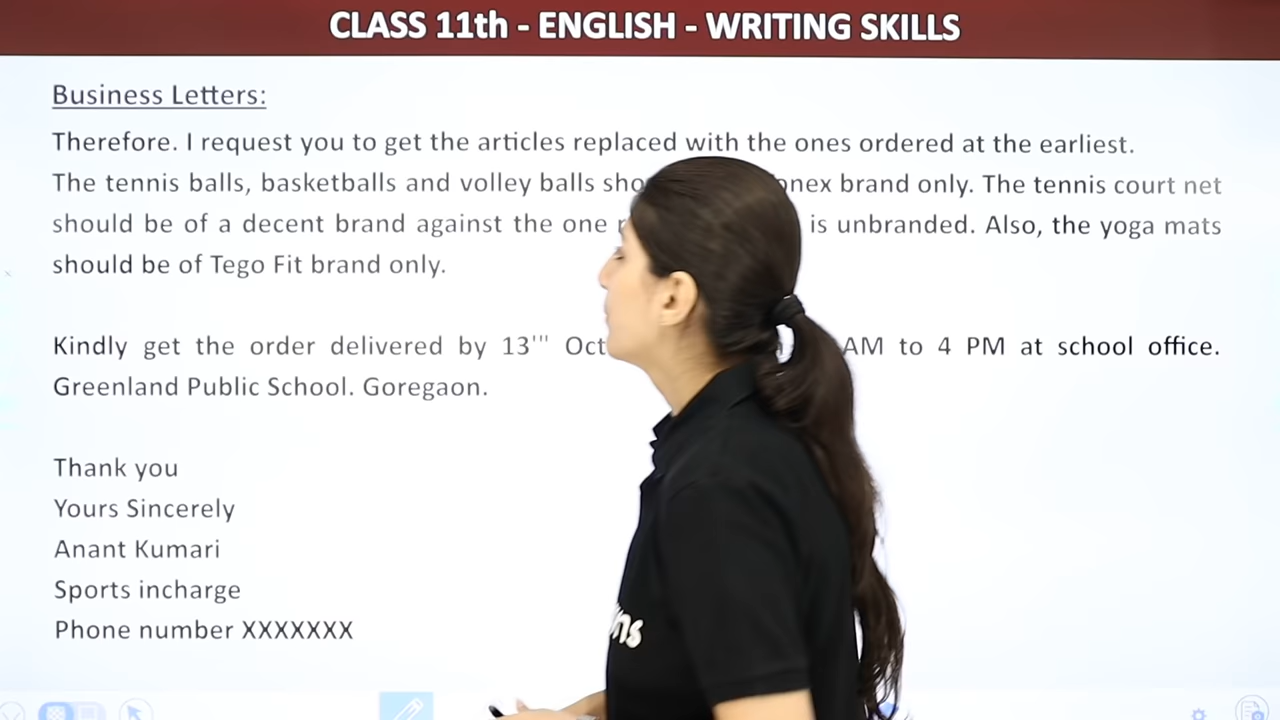 CLASS 11th - ENGLISH - WRITING SKILLS
Business Letters:
Therefore. I request you to get the articles replaced with the ones ordered at the earliest.
The tennis balls, basketballs and volley balls brand only. The tennis court net
should be of a decent brand against the one is unbranded. Also, the yoga mats
should be of Tego Fit brand only.
Kindly get the order delivered by 13''' AM to 4 PM at school office.
Greenland Public School. Goregaon.
Thank you
Yours Sincerely
Anant Kumari
Sports incharge
Phone number XXXXXXX